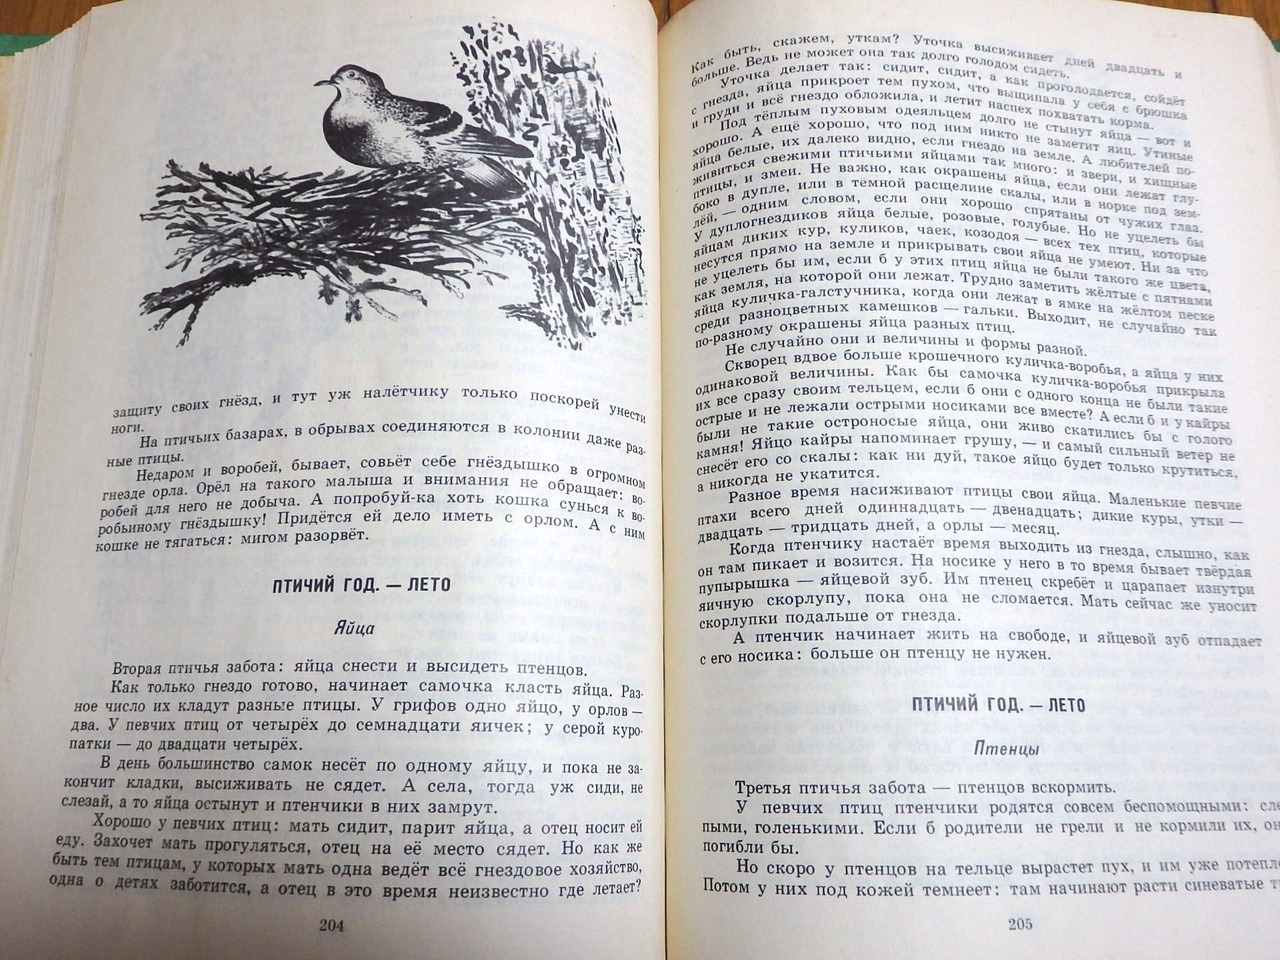 защиту своих гнёзд, и тут уж налётчику только поскорей унести
ноги.
На птичьих базарах, в обрывах соединяются в колонии даже раз-
ные птицы.
Недаром и воробей, бывает, совьёт себе гнёздышко в огромном
гнезде орла. Орёл на такого малыша и внимания не обращает: во-
робей для него не добыча. А попробуй-ка хоть кошка сунься к во-
робьиному гнёздышку! Придётся ей дело иметь с орлом. А с ним
кошке не тягаться: мигом разорвёт.
ПТИЧИЙ ГОД. — ЛЕТО
Яйца
Вторая птичья забота: яйца снести и высидеть птенцов.
Как только гнездо готово, начинает самочка класть яйца. Раз-
ное число их кладут разные птицы. У грифов одно яйцо, у орлов —
два. У певчих птиц от четырёх до семнадцати яичек; у серой куро-
патки — до двадцати четырёх.
В день большинство самок несёт по одному яйцу, и пока не за-
кончит кладки, высиживать не сядет. А села, тогда уж сиди, не
слезай, а то яйца остынут и птенчики в них замрут.
Хорошо у певчих птиц: мать сидит, парит яйца, а отец носит ей
еду. Захочет мать прогуляться, отец на её место сядет. Но как же
быть тем птицам, у которых мать одна ведёт всё гнездовое хозяйство,
одна о детях заботится, а отец в это время неизвестно где летает?
204
Как быть, скажем, уткам? Уточка высиживает дней двадцать и
больше. Ведь не может она так долго голодом сидеть.
Уточка делает так: сидит, сидит, а как проголодается, сойдёт
с гнезда, яйца прикроет тем пухом, что выщипала у себя с брюшка
и груди и всё гнездо обложила, и летит наспех похватать корма.
Под тёплым пуховым одеяльцем долго не стынут яйца — вот и
хорошо. А ещё хорошо, что под ним никто не заметит яиц. Утиные
яйца белые, их далеко видно, если гнездо на земле. А любителей по-
живиться свежими птичьими яйцами так много: и звери, и хищные
птицы, и змеи. Не важно, как окрашены яйца, если они лежат глу-
боко в дупле, или в тёмной расщелине скалы, или в норке под зем-
лёй, — одним словом, если они хорошо спрятаны от чужих глаз.
У дуплогнездиков яйца белые, розовые, голубые. Но не уцелеть бы
яйцам диких кур, куликов, чаек, козодоя — всех тех птиц, которые
несутся прямо на земле и прикрывать свои яйца не умеют. Ни за что
не уцелеть бы им, если б у этих птиц яйца не были такого же цвета,
как земля, на которой они лежат. Трудно заметить жёлтые с пятнами
яйца куличка-галстучника, когда они лежат в ямке на жёлтом песке
среди разноцветных камешков — гальки. Выходит, не случайно так
по-разному окрашены яйца разных птиц.
Не случайно они и величины и формы разной.
Скворец вдвое больше крошечного куличка-воробья, а яйца у них
одинаковой величины. Как бы самочка куличка-воробья прикрыла
их все сразу своим тельцем, если б они с одного конца не были такие
острые и не лежали острыми носиками все вместе? А если б и у кайры
были не такие остроносые яйца, они живо скатились бы с голого
камня! Яйцо кайры напоминает грушу, — и самый сильный ветер не
снесёт его со скалы: как ни дуй, такое яйцо будет только крутиться,
а никогда не укатится.
Разное время насиживают птицы свои яйца. Маленькие певчие
птахи всего дней одиннадцать — двенадцать; дикие куры, утки —
двадцать — тридцать дней, а орлы — месяц.
Когда птенчику настаёт время выходить из гнезда, слышно, как
он там пикает и возится. На носике у него в то время бывает твёрдая
пупырышка — яйцевой зуб. Им птенец скребёт и царапает изнутри
яичную скорлупу, пока она не сломается. Мать сейчас же уносит
скорлупки подальше от гнезда.
А птенчик начинает жить на свободе, и яйцевой зуб отпадает
с его носика: больше он птенцу не нужен.
ПТИЧИЙ ГОД. — ЛЕТО
Птенцы
Третья птичья забота — птенцов вскормить.
У певчих птиц птенчики родятся совсем беспомощными: сле
пыми, голенькими. Если б родители не грели и не кормили их, он
погибли бы.
Но скоро у птенцов на тельце вырастет пух, и им уже потепле
Потом у них под кожей темнеет: там начинают расти синеватые т
205